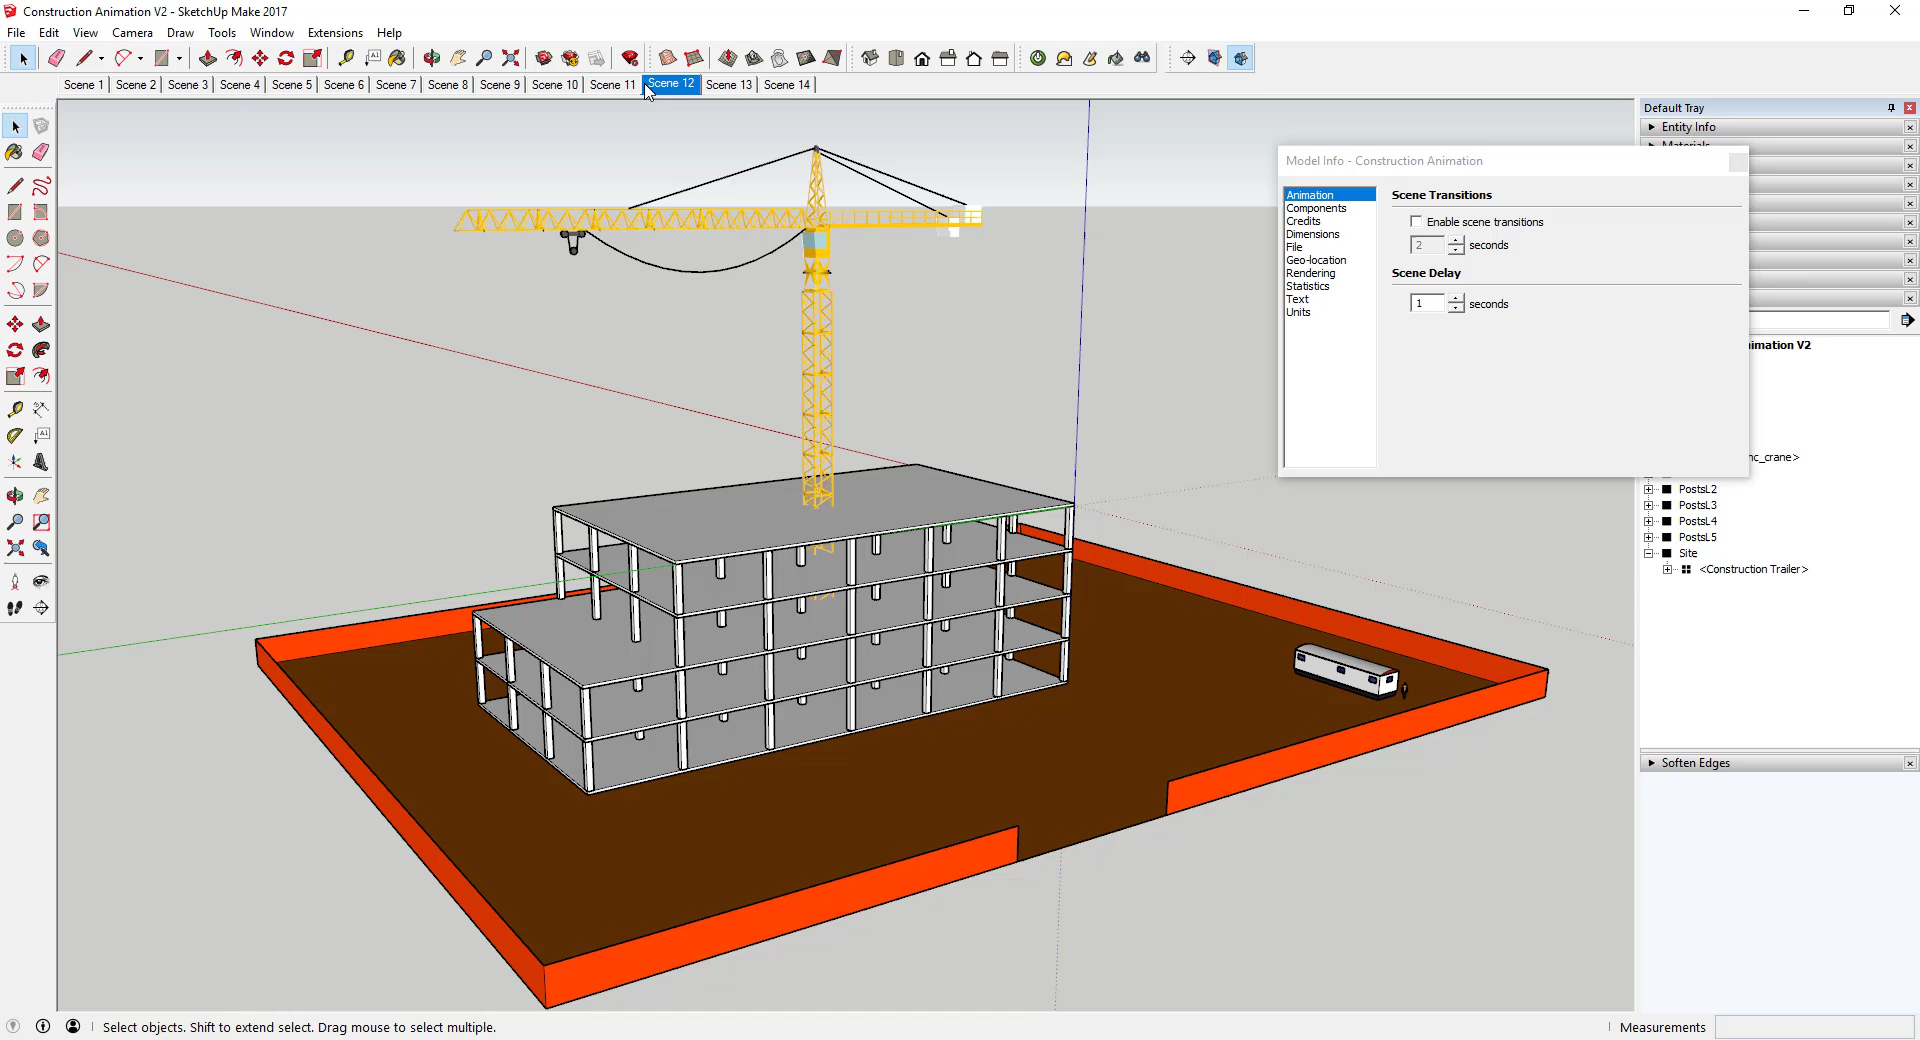 Construction Animation V2 - SketchUp Make 2017
File Edit View Camera Draw Tools Window Extensions Help
Scene 1 Scene 2 Scene 3 Scene 4 Scene 5 Scene 6 Scene 7 Scene 8 Scene 9 Scene 10 Scene 11 Scene 12 Scene 13 Scene 14
Default Tray
Entity Info
Model Info - Construction Animation
Animation
Components
Credits
Dimensions
File
Geo-location
Rendering
Statistics
Text
Units
Scene Transitions
Enable scene transitions
2 seconds
Scene Delay
1 seconds
imation V2
nc_crane>
PostsL2
PostsL3
PostsL4
PostsL5
Site
<Construction Trailer>
Soften Edges
Select objects. Shift to extend select. Drag mouse to select multiple.
Measurements